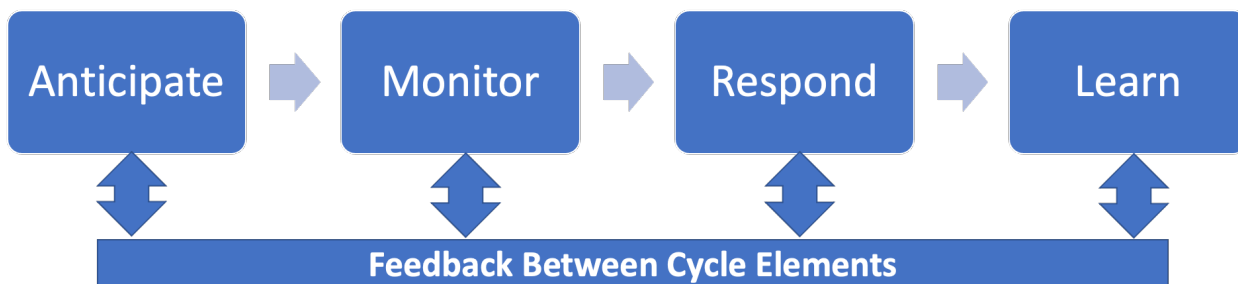 Anticipate
Monitor
Respond
Learn
Feedback Between Cycle Elements